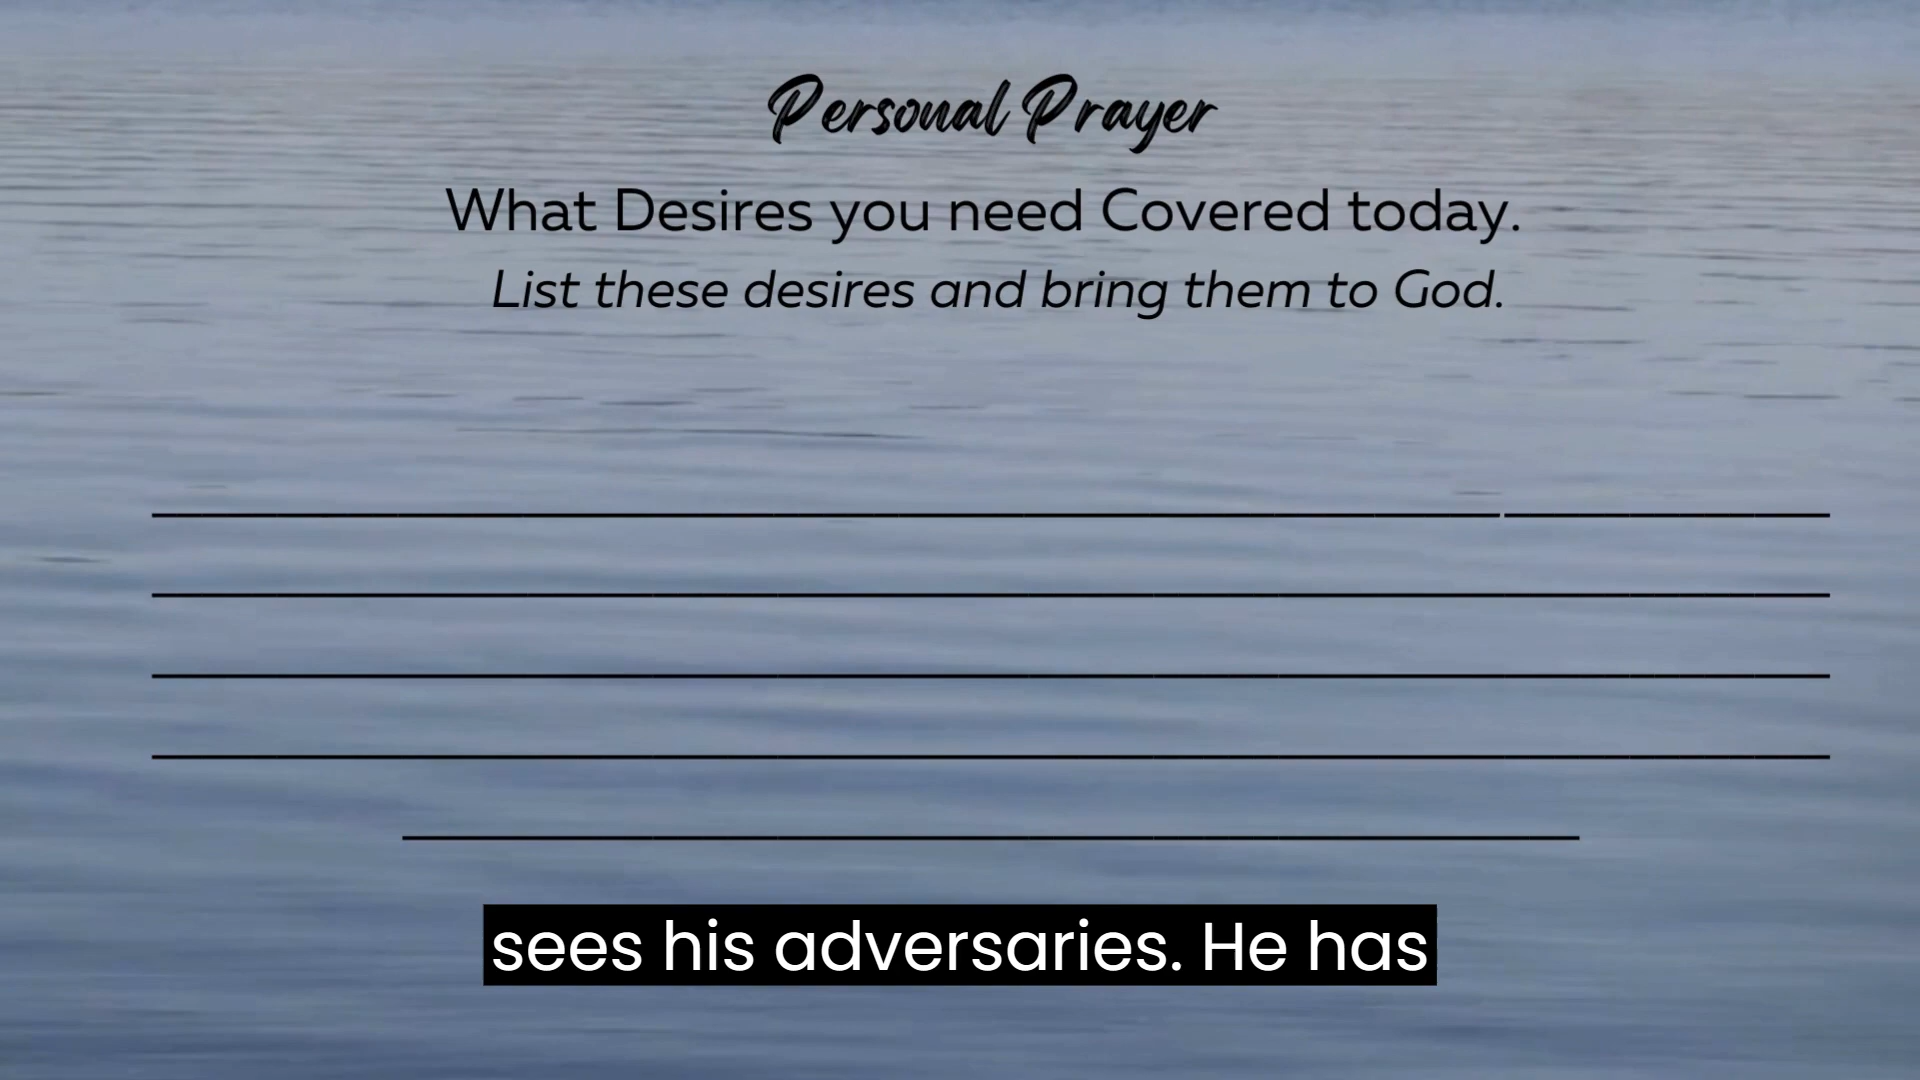 Personal Prayer
What Desires you need Covered today.
List these desires and bring them to God.
sees his adversaries. He has